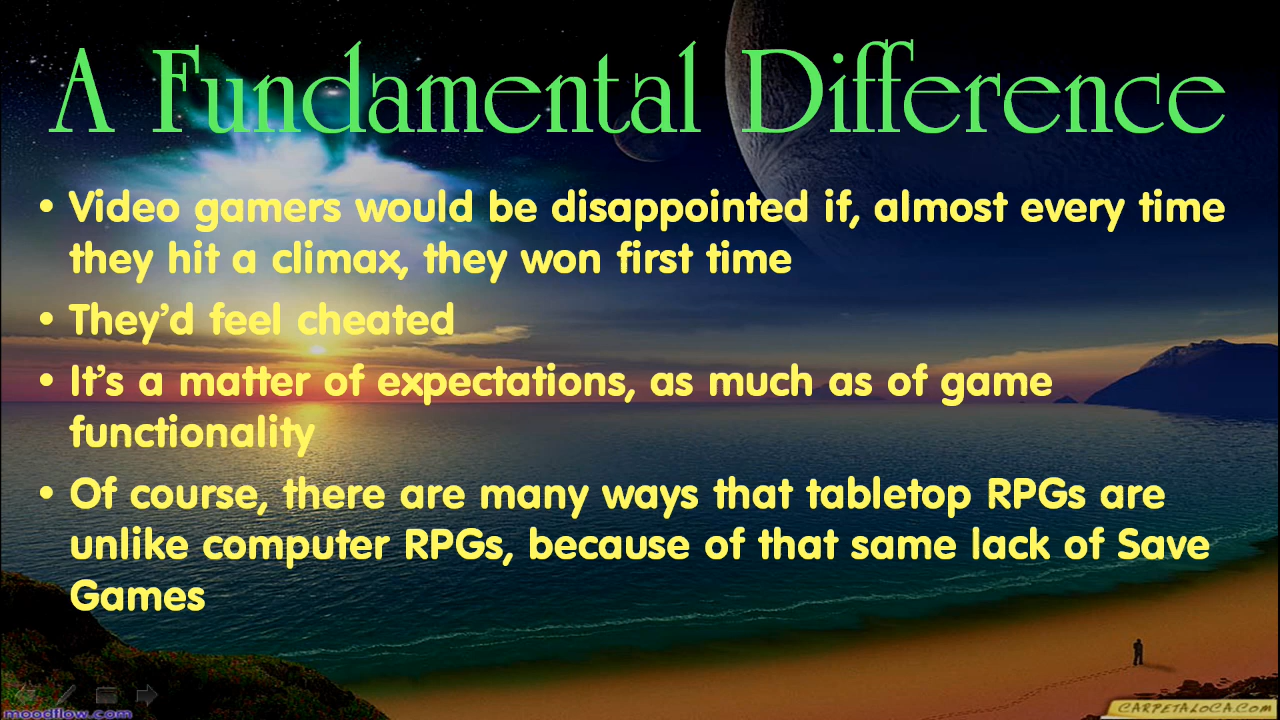 A Fundamental Difference
• Video gamers would be disappointed if, almost every time
they hit a climax, they won first time
• They’d feel cheated
• It’s a matter of expectations, as much as of game
functionality
• Of course, there are many ways that tabletop RPGs are
unlike computer RPGs, because of that same lack of Save
Games
moodflow.com
CARPETALOCA.COM